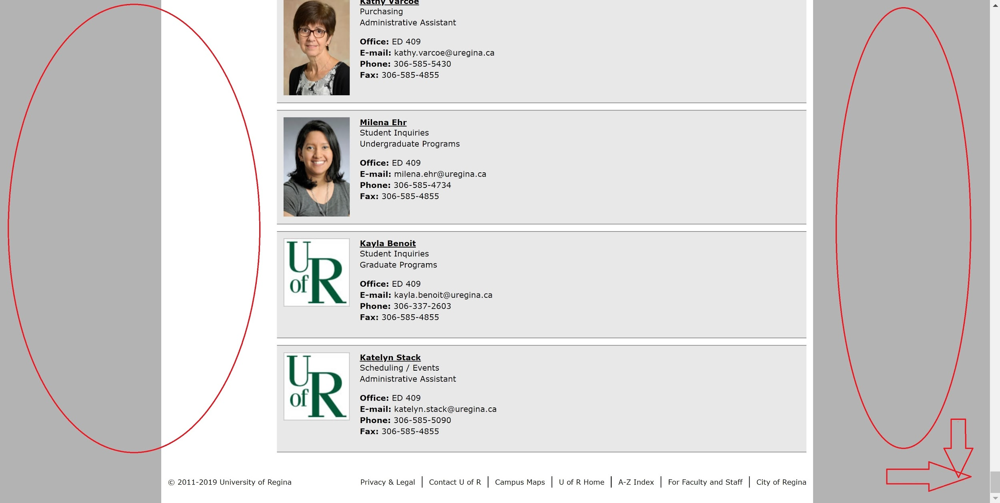 Kathy Varcoe
Purchasing
Administrative Assistant
Office: ED 409
E-mail: kathy.varcoe@uregina.ca
Phone: 306-585-5430
Fax: 306-585-4855
Milena Ehr
Student Inquiries
Undergraduate Programs
Office: ED 409
E-mail: milena.ehr@uregina.ca
Phone: 306-585-4734
Fax: 306-585-4855
U
of R
Kayla Benoit
Student Inquiries
Graduate Programs
Office: ED 409
E-mail: kayla.benoit@uregina.ca
Phone: 306-337-2603
Fax: 306-585-4855
U
of R
Katelyn Stack
Scheduling / Events
Administrative Assistant
Office: ED 409
E-mail: katelyn.stack@uregina.ca
Phone: 306-585-5090
Fax: 306-585-4855
© 2011-2019 University of Regina
Privacy & Legal | Contact U of R | Campus Maps | U of R Home | A-Z Index | For Faculty and Staff | City of Regina